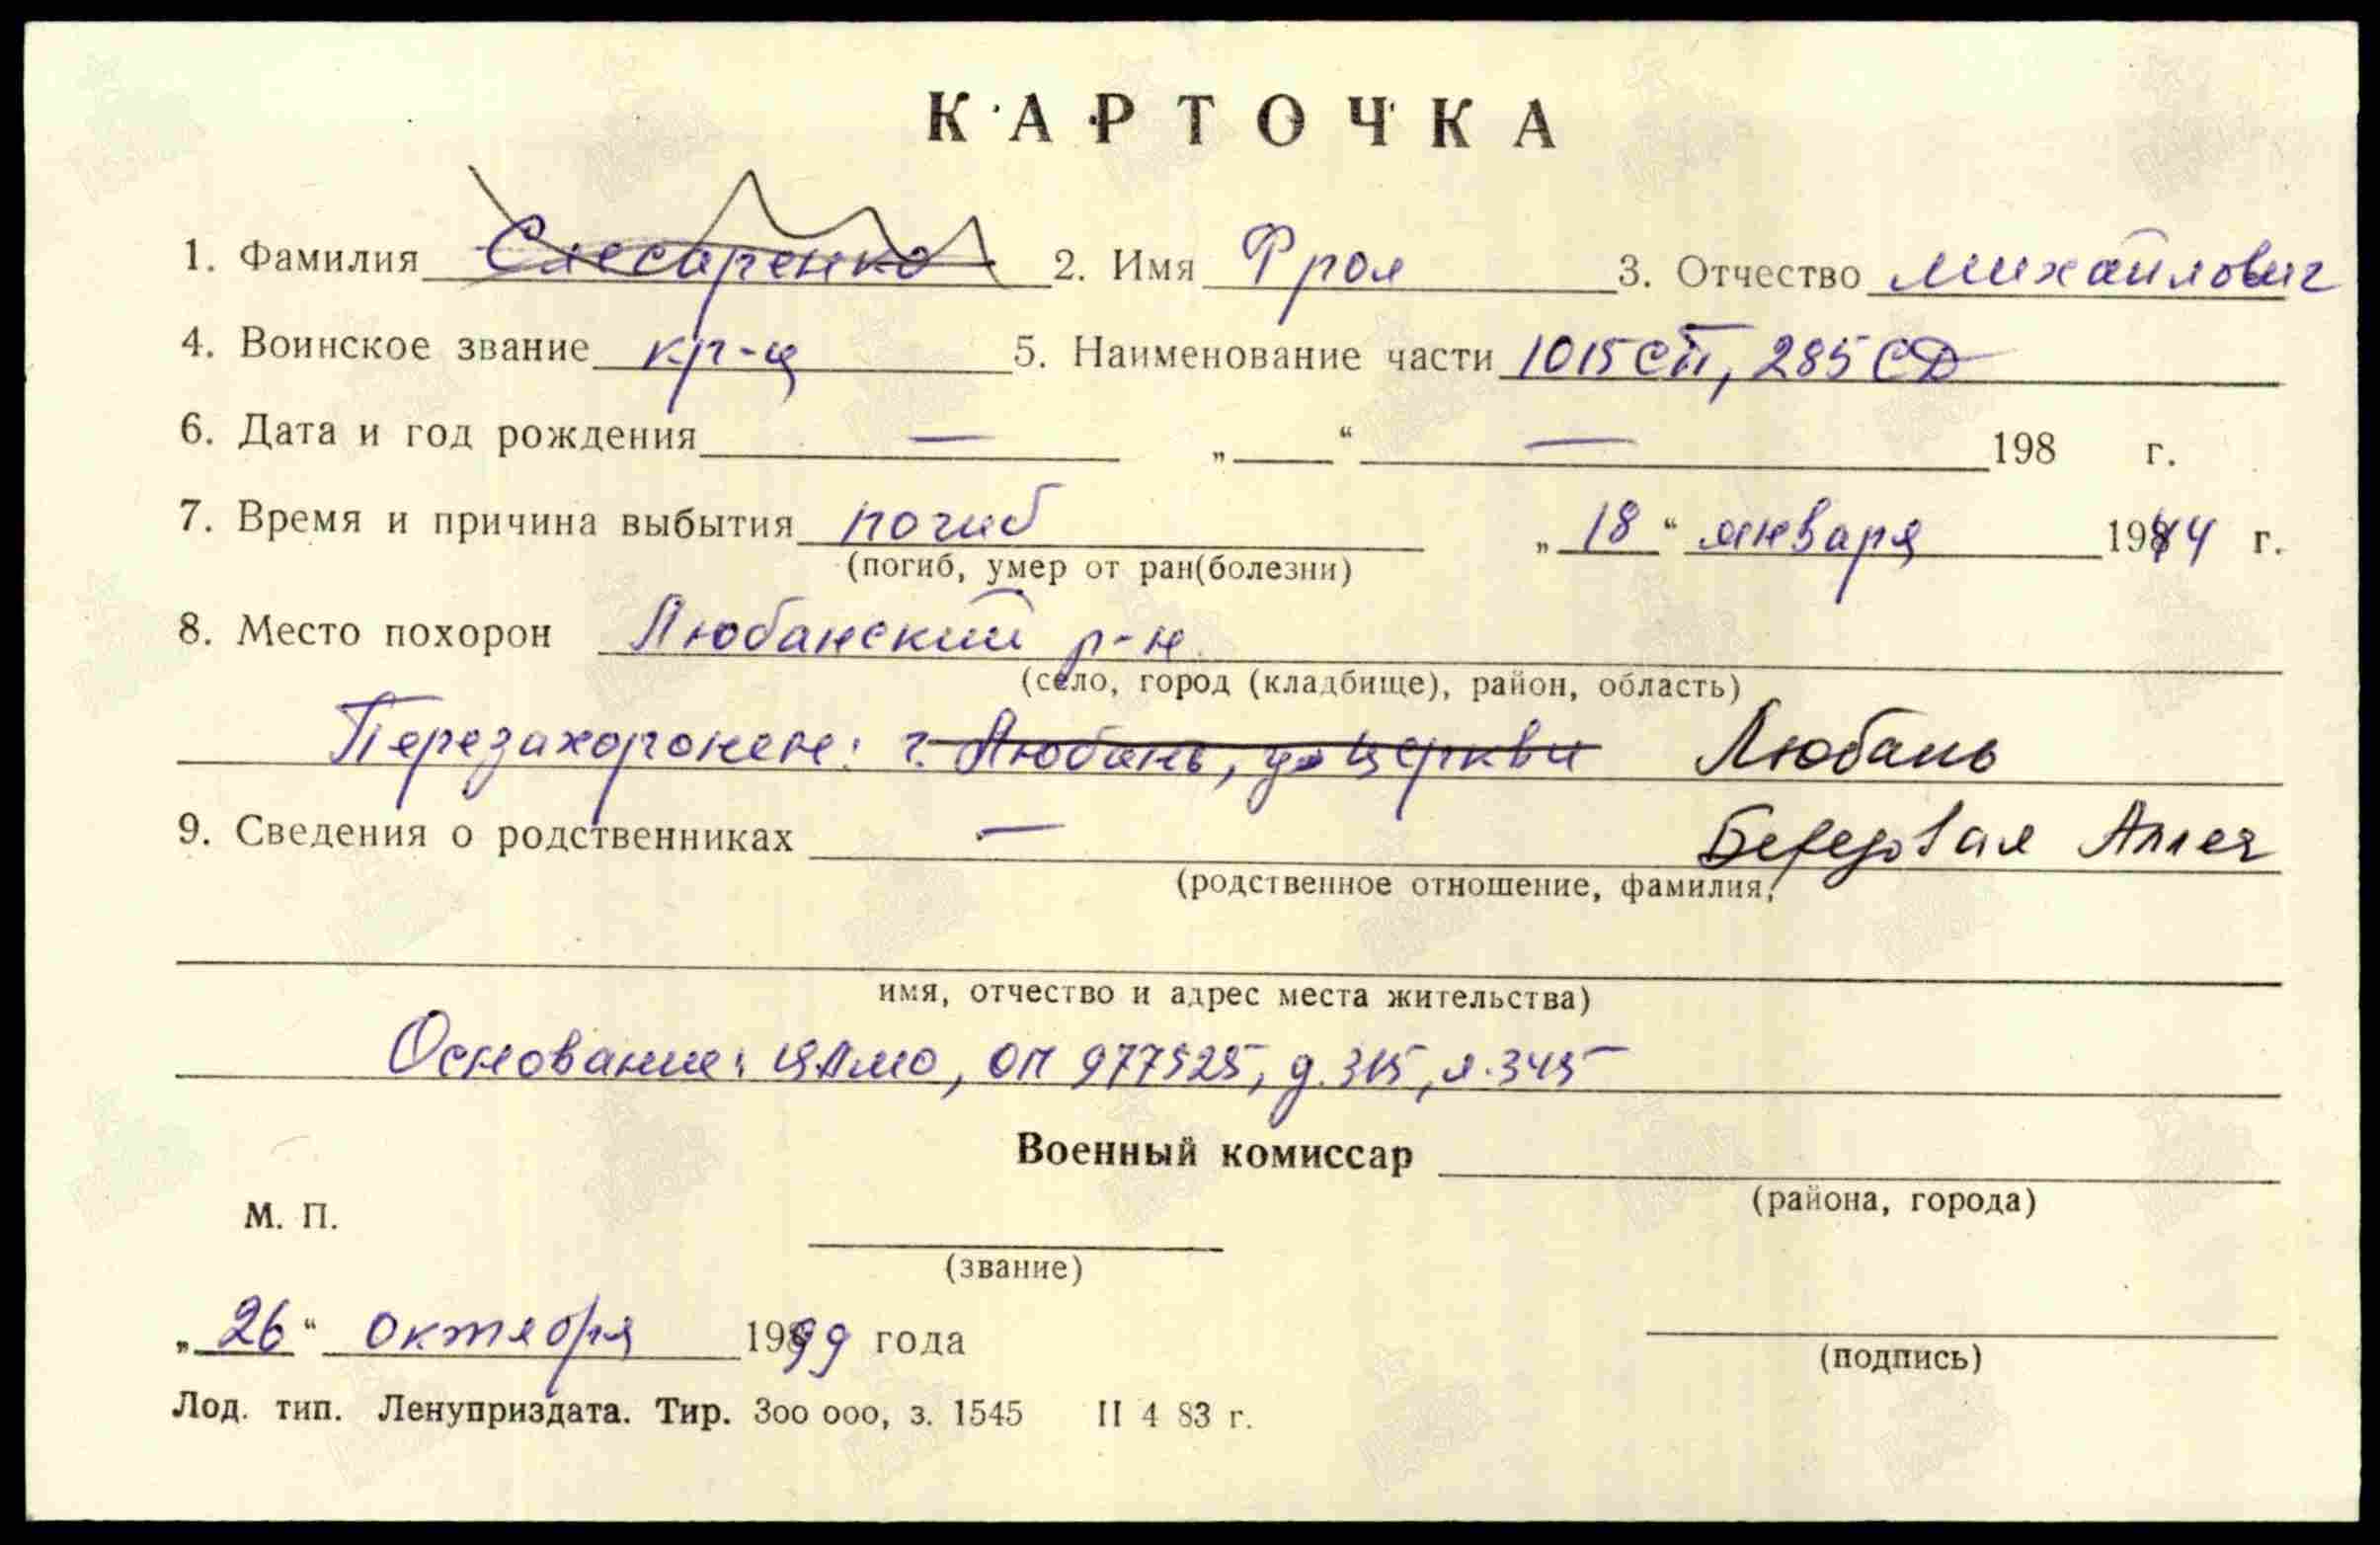 КАРТОЧКА
1. Фамилия Слесаренко 2. Имя Фрол 3. Отчество Михайлович
4. Воинское звание кр-ц 5. Наименование части 1015 сп, 285 СД
6. Дата и год рождения — „ “ — 198 г.
7. Время и причина выбытия погиб „18“ января 1944 г.
(погиб, умер от ран(болезни)
8. Место похорон Любанский р-н
(село, город (кладбище), район, область)
Перезахоронен: г. Любань, у церкви Любань
9. Сведения о родственниках — Березовая Аллея
(родственное отношение, фамилия,
имя, отчество и адрес места жительства)
Основание: ЦАМО, оп 977525, д. 315, л. 345
Военный комиссар
(района, города)
М. П.
(звание)
„26“ октября 1999 года
(подпись)
Лод. тип. Ленуприздата. Тир. 300 000, з. 1545 II 4 83 г.